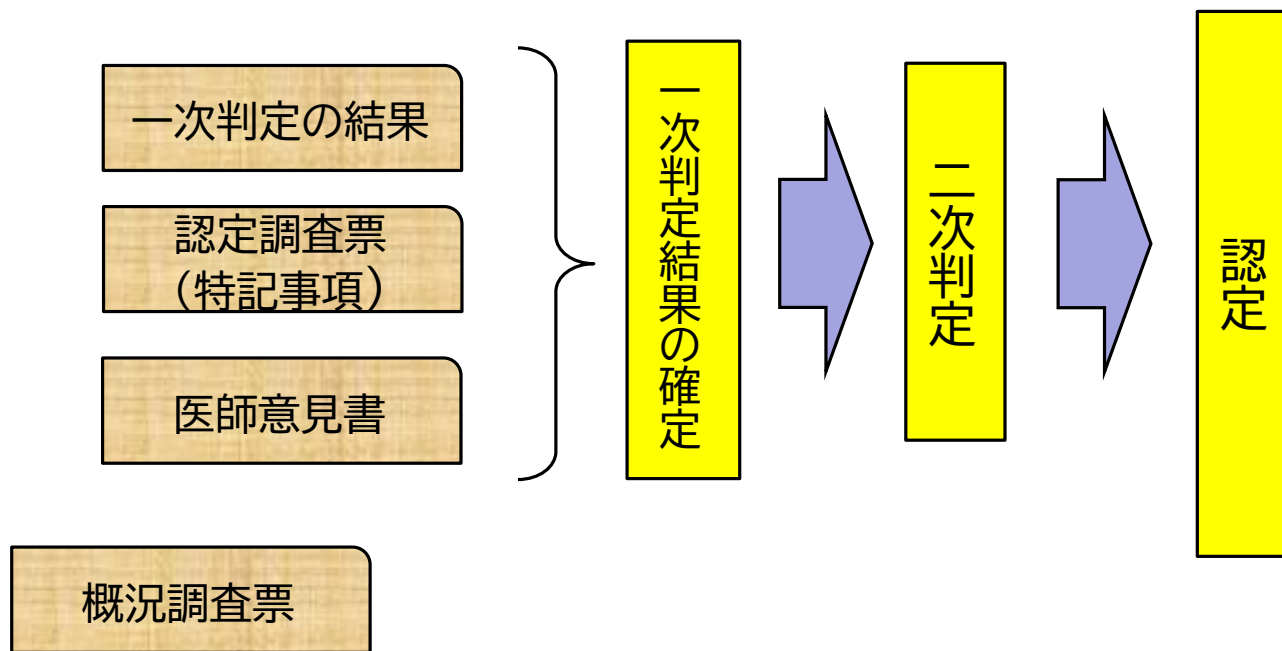 一次判定の結果
認定調査票
（特記事項）
医師意見書
概況調査票
一次判定結果の確定
二次判定
認定